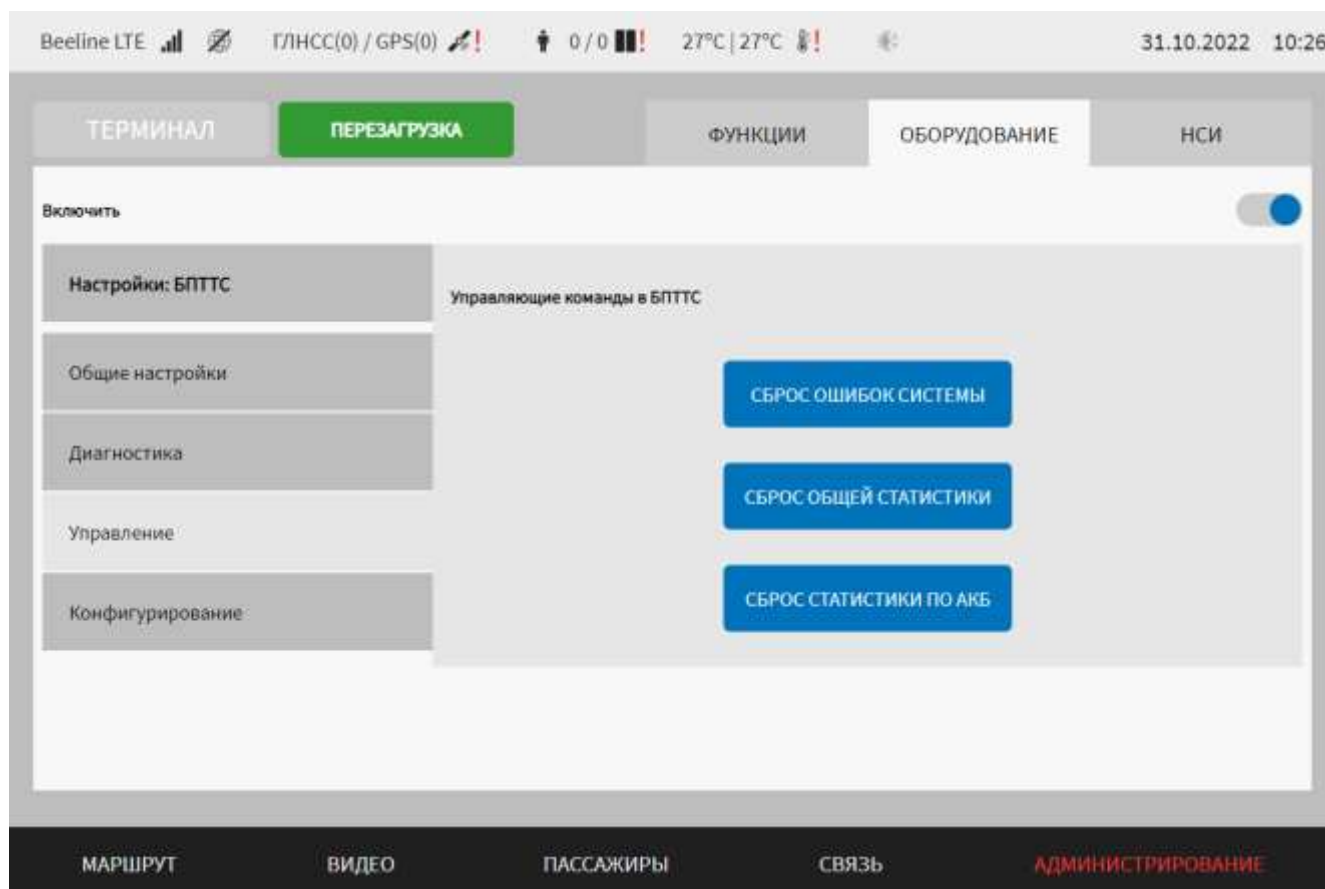 Beeline LTE ГЛНСС(0) / GPS(0) ! 0 / 0 ! 27°C | 27°C ! 31.10.2022 10:26
ТЕРМИНАЛ ПЕРЕЗАГРУЗКА ФУНКЦИИ ОБОРУДОВАНИЕ НСИ
Включить
Настройки: БПТТС
Управляющие команды в БПТТС
Общие настройки
СБРОС ОШИБОК СИСТЕМЫ
Диагностика
СБРОС ОБЩЕЙ СТАТИСТИКИ
Управление
СБРОС СТАТИСТИКИ ПО АКБ
Конфигурирование
МАРШРУТ ВИДЕО ПАССАЖИРЫ СВЯЗЬ АДМИНИСТРИРОВАНИЕ